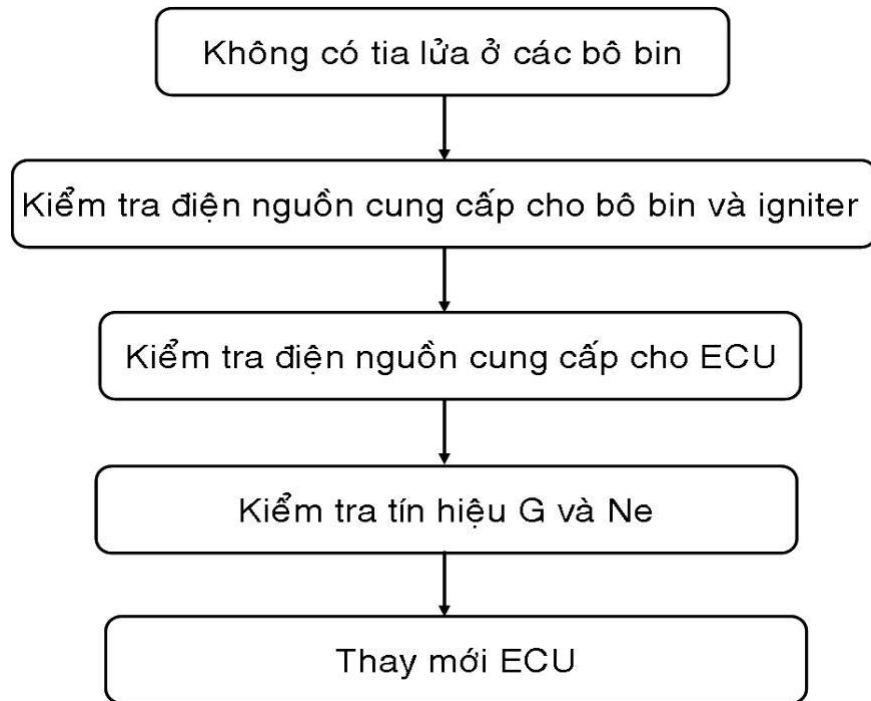 Không có tia lửa ở các bô bin
Kiểm tra điện nguồn cung cấp cho bô bin và igniter
Kiểm tra điện nguồn cung cấp cho ECU
Kiểm tra tín hiệu G và Ne
Thay mới ECU